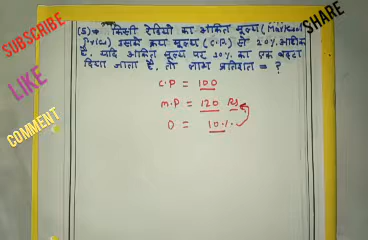 SUBSCRIBE
LIKE
COMMENT
SHARE
(5)→ किसी रेडियो का अंकित मूल्य (Marked
Price) उसके क्रय मूल्य (C.P.) से 20% अधिक
है. यदि अंकित मूल्य पर 10% का
दिया जाता है. तो लाभ प्रतिशत = ?
C.P = 100
M.P = 120 Rs
D = 10%